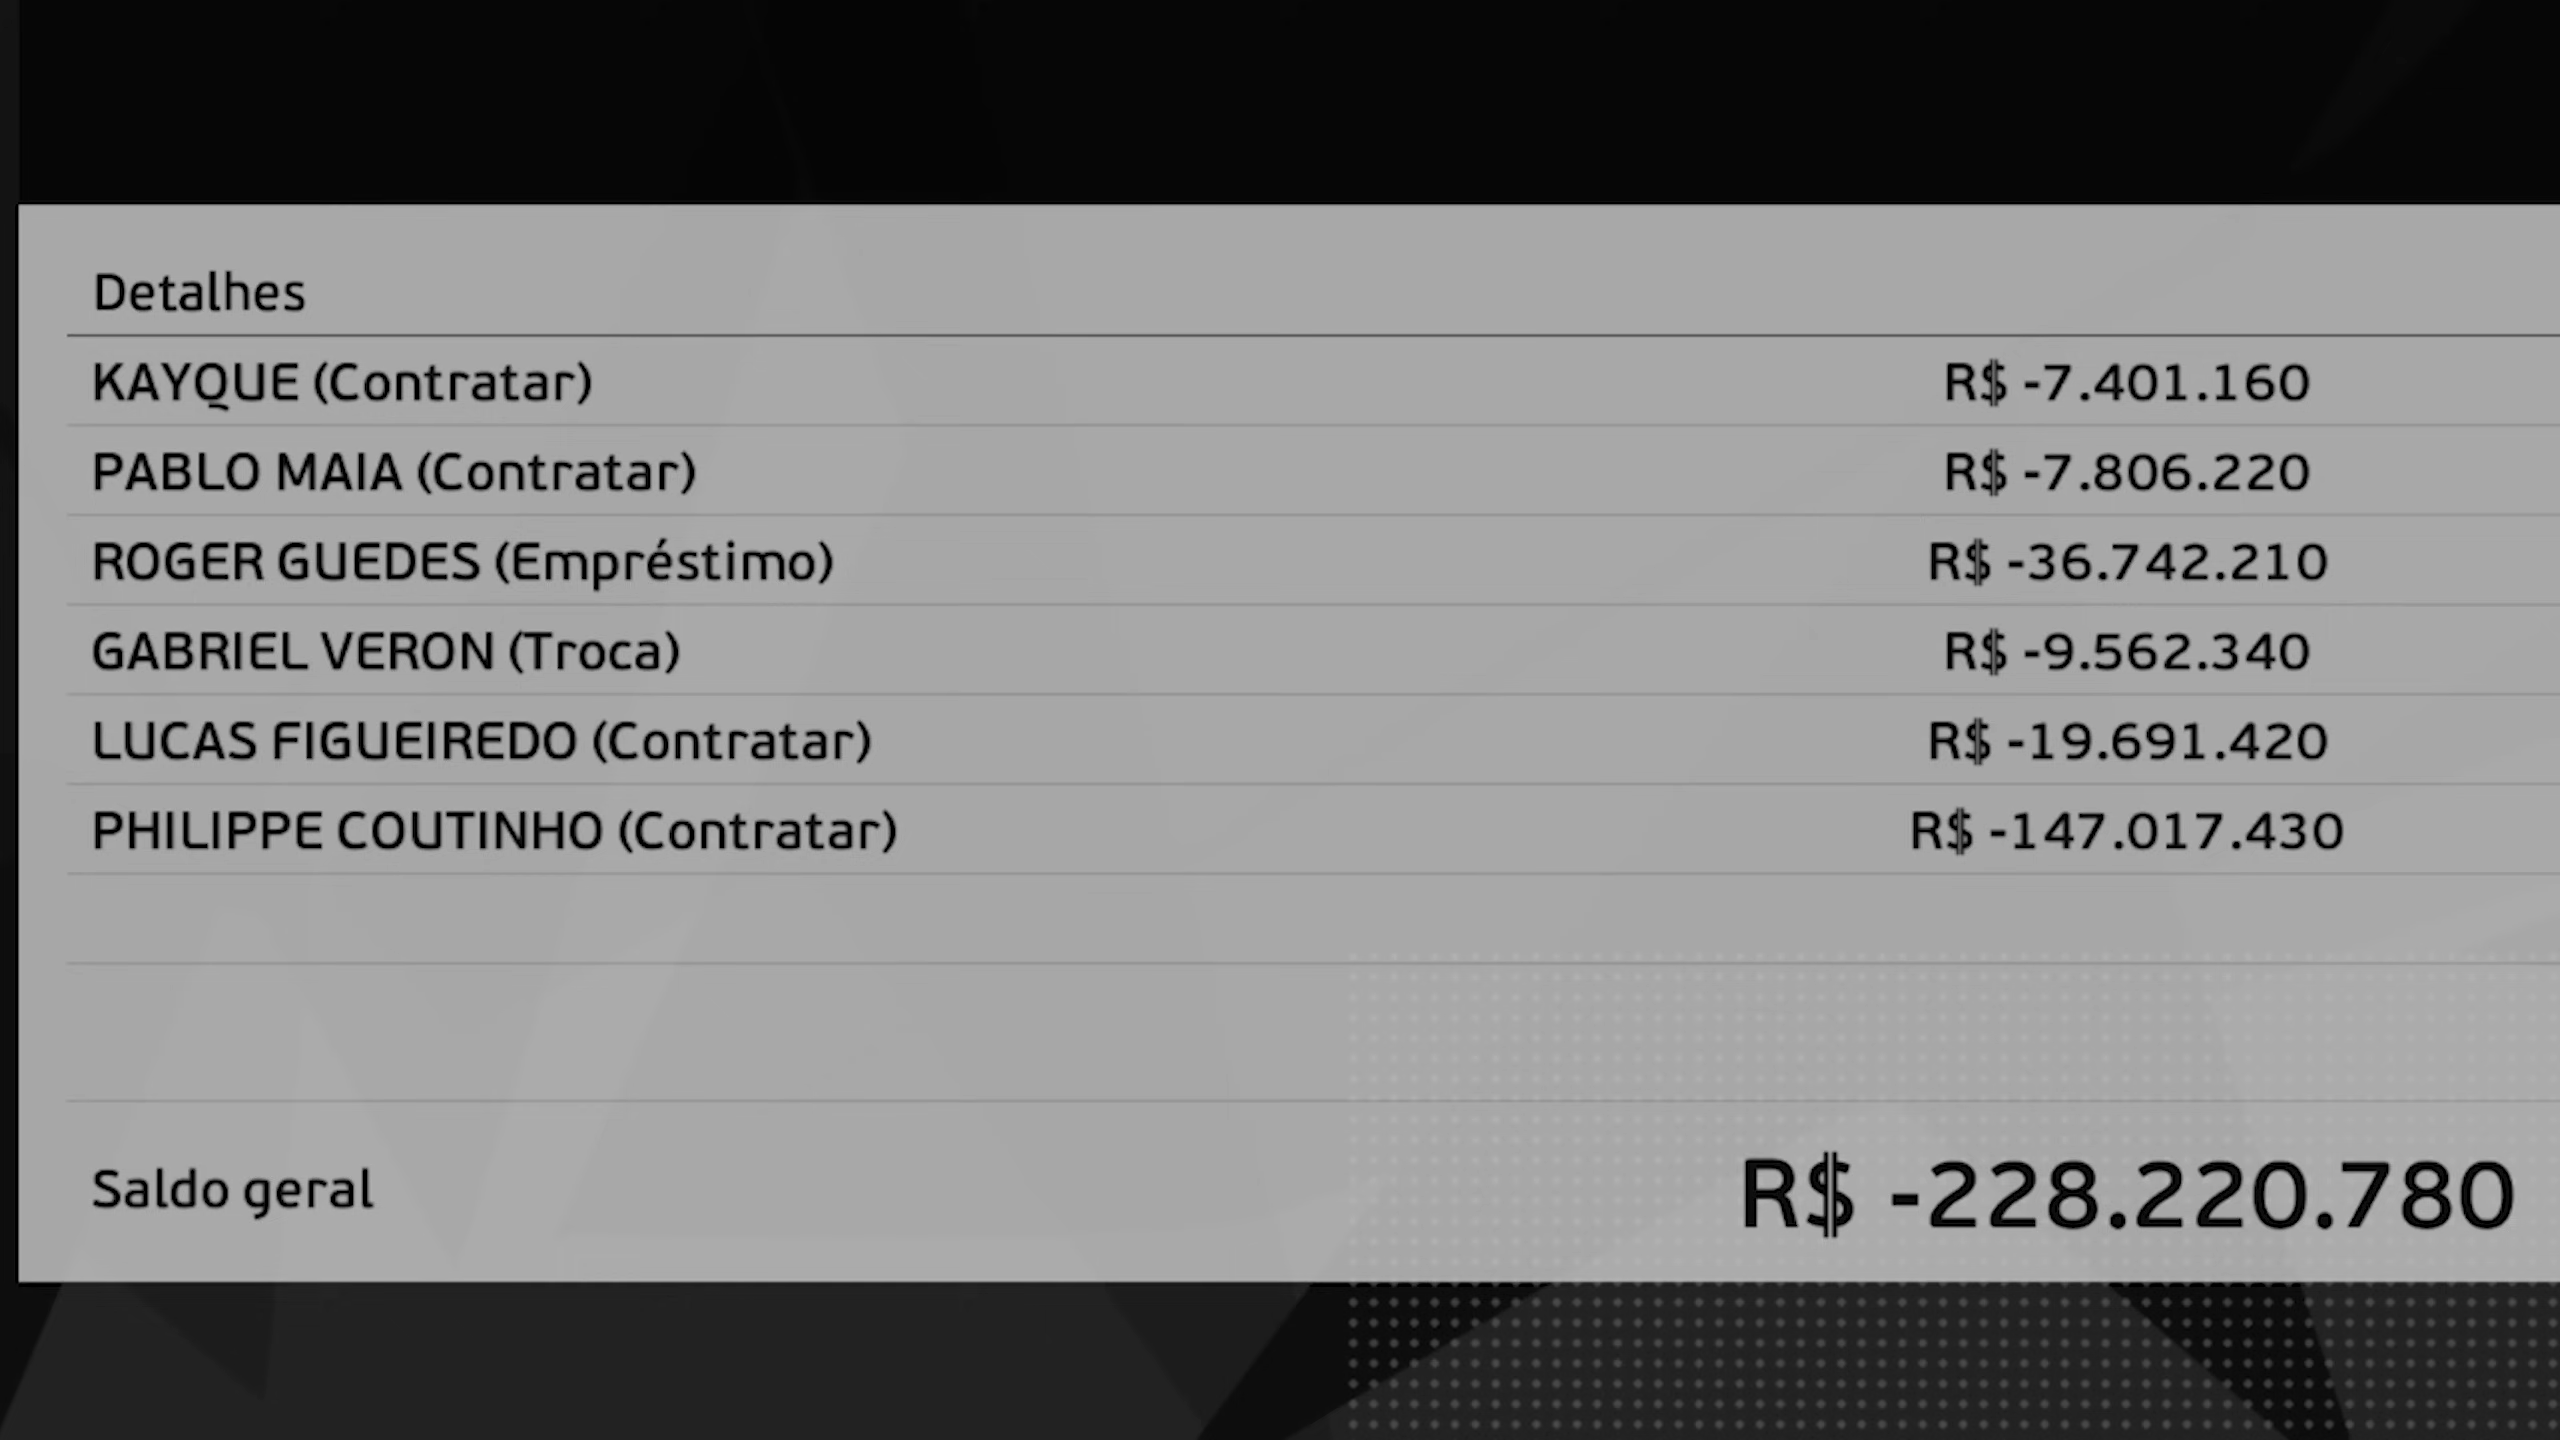 Detalhes
KAYQUE (Contratar) R$ -7.401.160
PABLO MAIA (Contratar) R$ -7.806.220
ROGER GUEDES (Empréstimo) R$ -36.742.210
GABRIEL VERON (Troca) R$ -9.562.340
LUCAS FIGUEIREDO (Contratar) R$ -19.691.420
PHILIPPE COUTINHO (Contratar) R$ -147.017.430
Saldo geral R$ -228.220.780